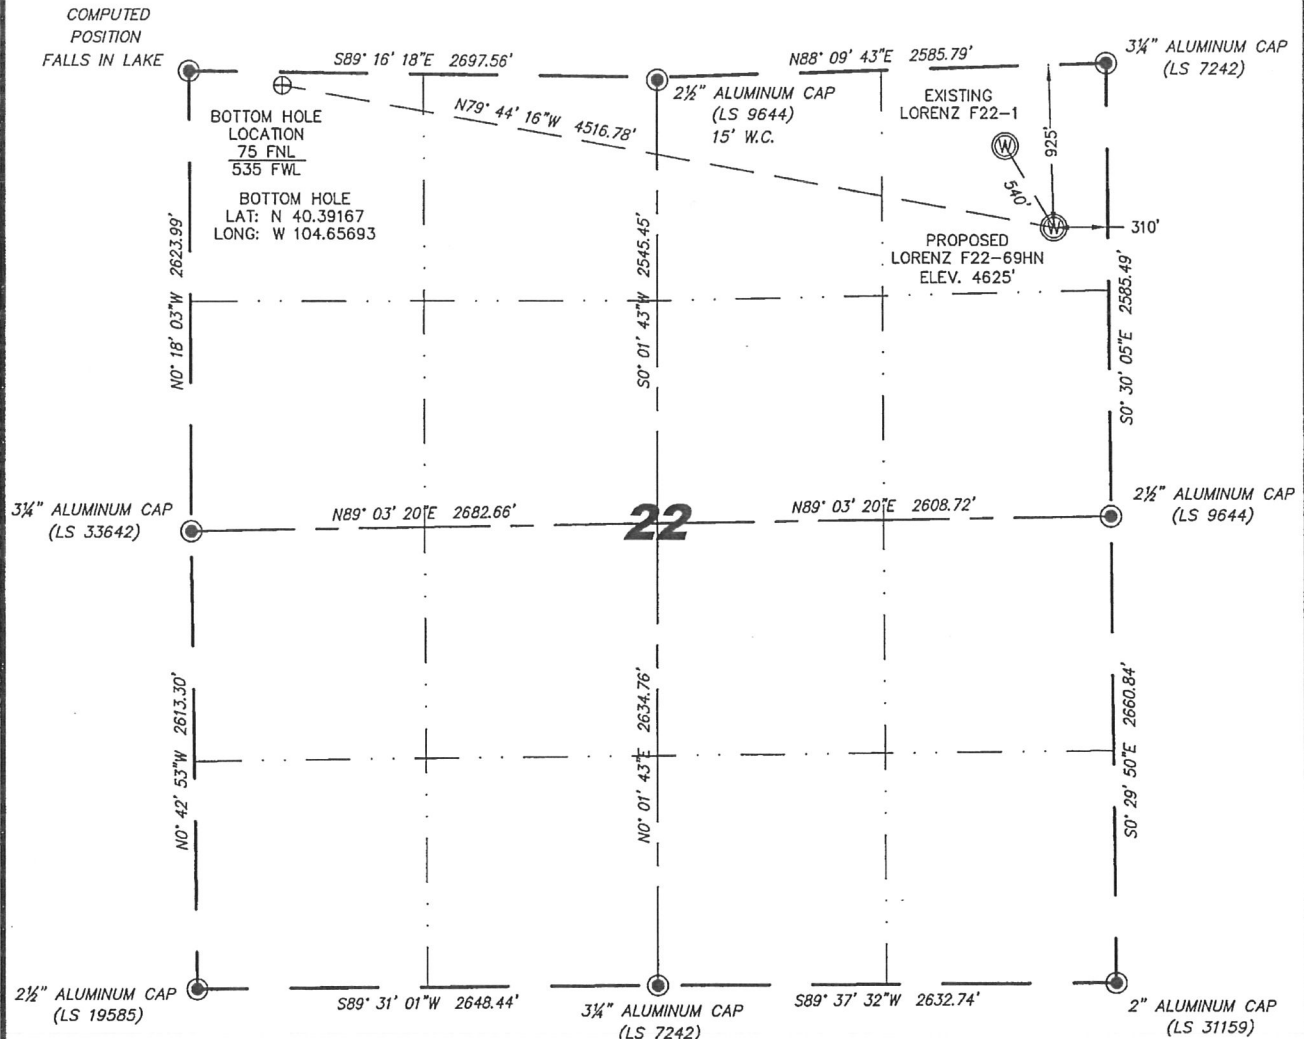 COMPUTED
POSITION
FALLS IN LAKE
S89° 16' 18"E 2697.56'
N88° 09' 43"E 2585.79'
3¼" ALUMINUM CAP
(LS 7242)
2½" ALUMINUM CAP
(LS 9644)
15' W.C.
EXISTING
LORENZ F22-1
W
925'
540'
W
310'
BOTTOM HOLE
LOCATION
75 FNL
535 FWL
BOTTOM HOLE
LAT: N 40.39167
LONG: W 104.65693
N79° 44' 16"W 4516.78'
PROPOSED
LORENZ F22-69HN
ELEV. 4625'
N0° 18' 03"W 2623.99'
S0° 01' 43"W 2545.45'
S0° 30' 05"E 2585.49'
3¼" ALUMINUM CAP
(LS 33642)
N89° 03' 20"E 2682.66'
22
N89° 03' 20"E 2608.72'
2½" ALUMINUM CAP
(LS 9644)
N0° 42' 53"W 2613.30'
N0° 01' 43"E 2634.76'
S0° 29' 50"E 2660.84'
2½" ALUMINUM CAP
(LS 19585)
S89° 31' 01"W 2648.44'
3¼" ALUMINUM CAP
(LS 7242)
S89° 37' 32"W 2632.74'
2" ALUMINUM CAP
(LS 31159)